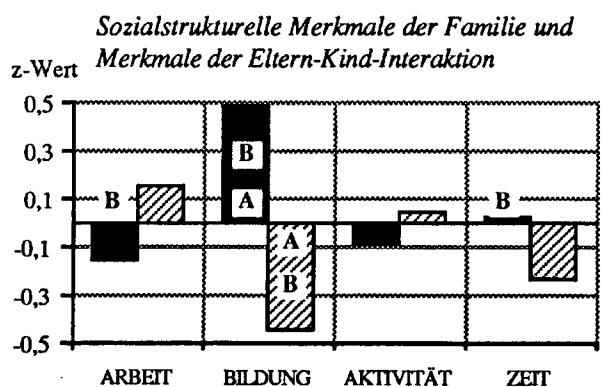 Sozialstrukturelle Merkmale der Familie und
Merkmale der Eltern-Kind-Interaktion
z-Wert
0,5
0,3
0,1
-0,1
-0,3
-0,5
B
B
A
A
B
B
ARBEIT BILDUNG AKTIVITÄT ZEIT